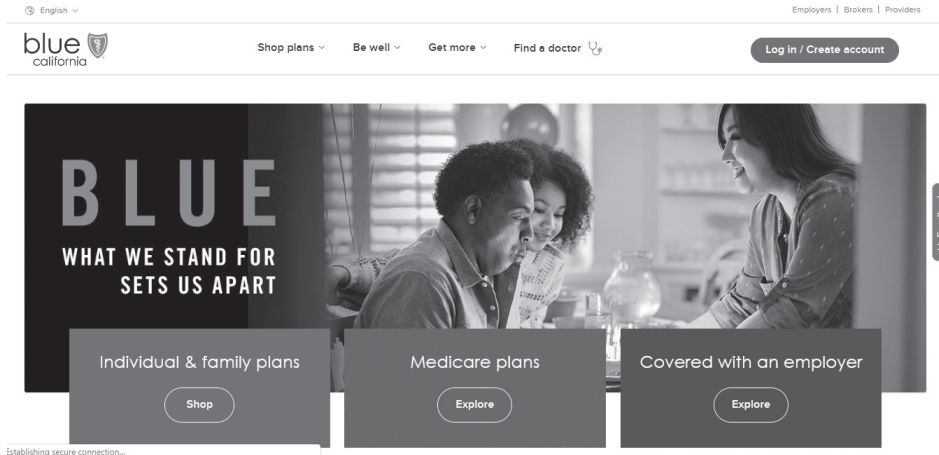 English
Employers | Brokers | Providers
blue
california
Shop plans
Be well
Get more
Find a doctor
Log in / Create account
BLUE
WHAT WE STAND FOR
SETS US APART
Individual & family plans
Shop
Medicare plans
Explore
Covered with an employer
Explore
Establishing secure connection...